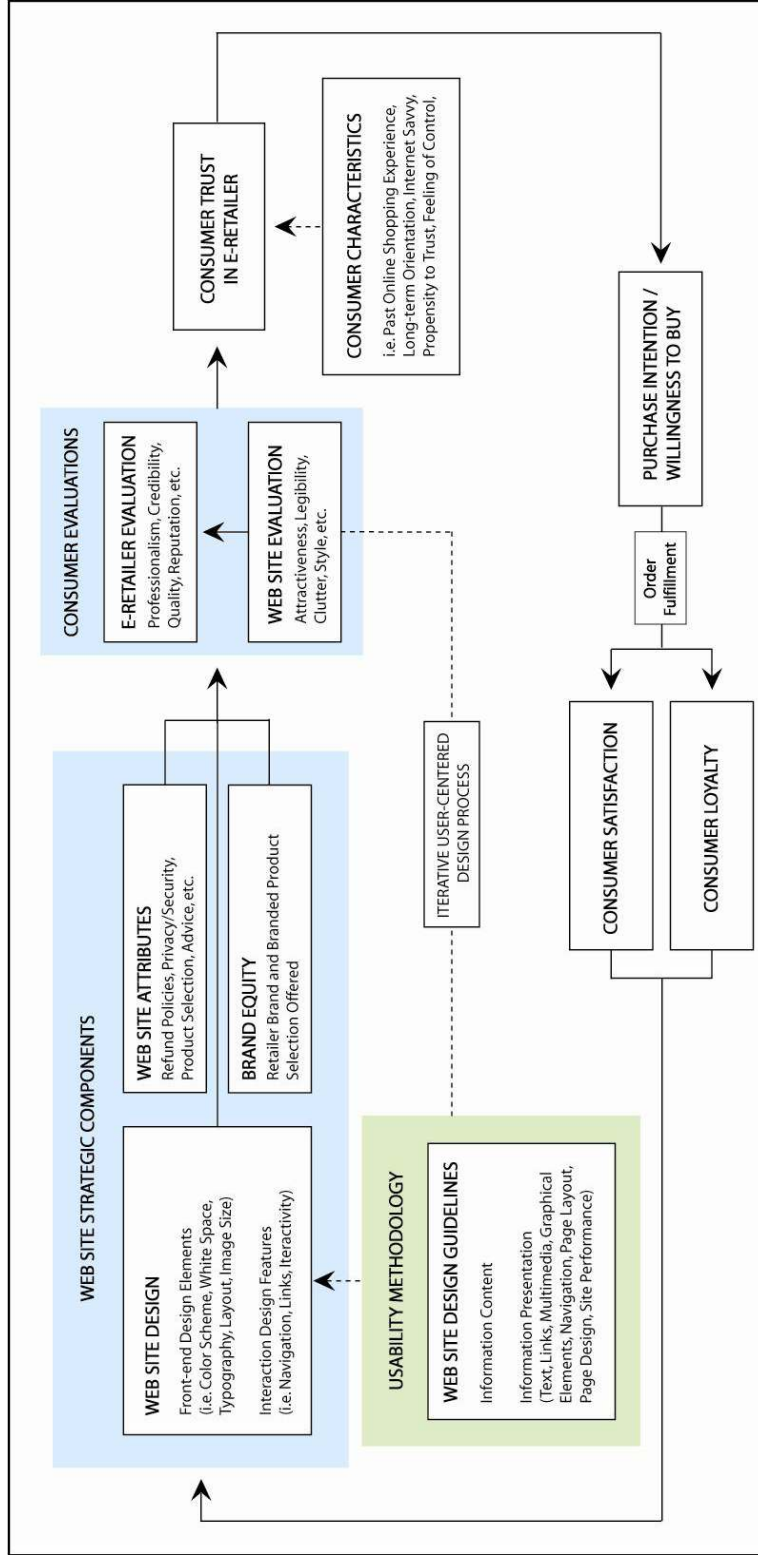 WEB SITE STRATEGIC COMPONENTS
WEB SITE DESIGN
Front-end Design Elements
(i.e. Color Scheme, White Space,
Typography, Layout, Image Size)
Interaction Design Features
(i.e. Navigation, Links, Iteractivity)
WEB SITE ATTRIBUTES
Refund Policies, Privacy/Security,
Product Selection, Advice, etc.
BRAND EQUITY
Retailer Brand and Branded Product
Selection Offered
CONSUMER EVALUATIONS
E-RETAILER EVALUATION
Professionalism, Credibility,
Quality, Reputation, etc.
WEB SITE EVALUATION
Attractiveness, Legibility,
Clutter, Style, etc.
CONSUMER TRUST
IN E-RETAILER
CONSUMER CHARACTERISTICS
i.e. Past Online Shopping Experience,
Long-term Orientation, Internet Savvy,
Propensity to Trust, Feeling of Control,
USABILITY METHODOLOGY
WEB SITE DESIGN GUIDELINES
Information Content
Information Presentation
(Text, Links, Multimedia, Graphical
Elements, Navigation, Page Layout,
Page Design, Site Performance)
ITERATIVE USER-CENTERED
DESIGN PROCESS
CONSUMER SATISFACTION
CONSUMER LOYALTY
Order
Fulfillment
PURCHASE INTENTION /
WILLINGNESS TO BUY